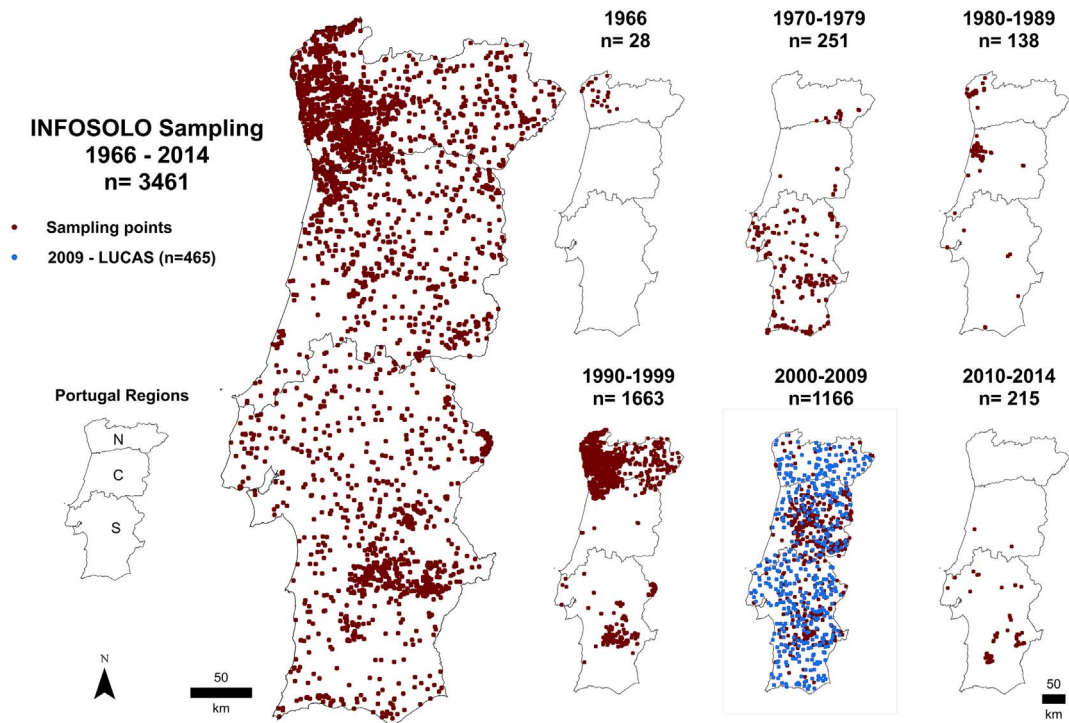 INFOSOLO Sampling
1966 - 2014
n= 3461
Sampling points
2009 - LUCAS (n=465)
Portugal Regions
N
C
S
N
50
km
1966
n= 28
1970-1979
n= 251
1980-1989
n= 138
1990-1999
n= 1663
2000-2009
n=1166
2010-2014
n= 215
50
km